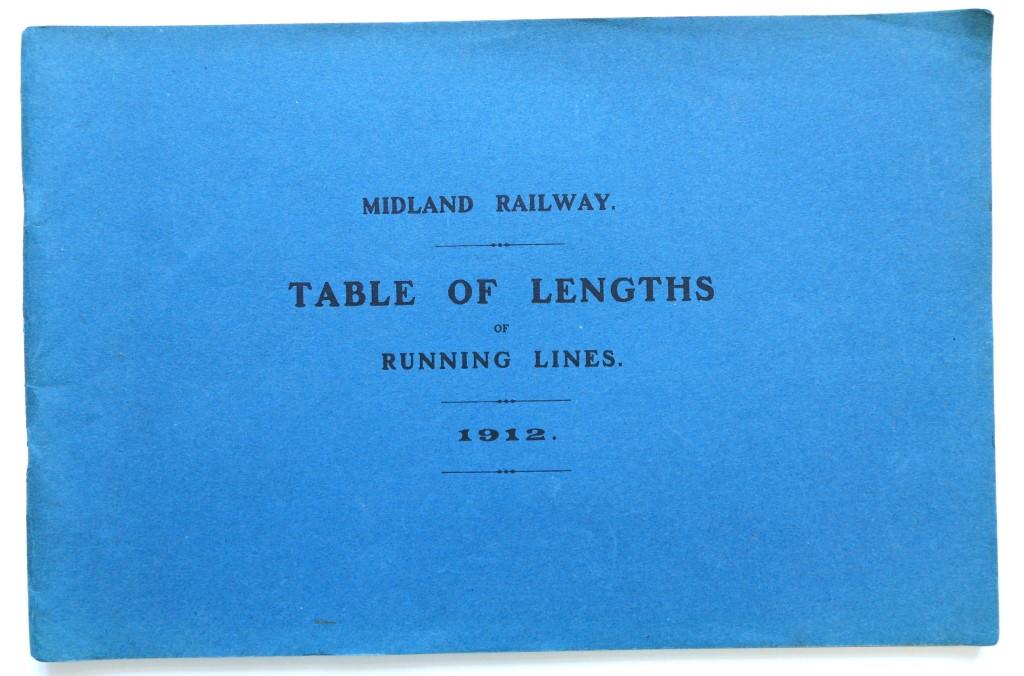 MIDLAND RAILWAY.
TABLE OF LENGTHS
OF
RUNNING LINES.
1912.